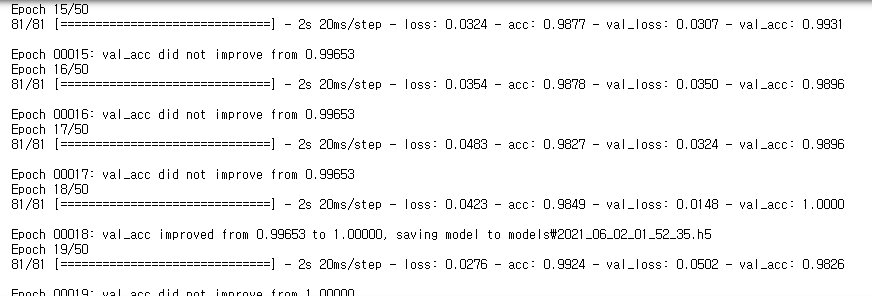 Epoch 15/50
81/81 [==============================] - 2s 20ms/step - loss: 0.0324 - acc: 0.9877 - val_loss: 0.0307 - val_acc: 0.9931
Epoch 00015: val_acc did not improve from 0.99653
Epoch 16/50
81/81 [==============================] - 2s 20ms/step - loss: 0.0354 - acc: 0.9878 - val_loss: 0.0350 - val_acc: 0.9896
Epoch 00016: val_acc did not improve from 0.99653
Epoch 17/50
81/81 [==============================] - 2s 20ms/step - loss: 0.0483 - acc: 0.9827 - val_loss: 0.0324 - val_acc: 0.9896
Epoch 00017: val_acc did not improve from 0.99653
Epoch 18/50
81/81 [==============================] - 2s 20ms/step - loss: 0.0423 - acc: 0.9849 - val_loss: 0.0148 - val_acc: 1.0000
Epoch 00018: val_acc improved from 0.99653 to 1.00000, saving model to models₩2021_06_02_01_52_35.h5
Epoch 19/50
81/81 [==============================] - 2s 20ms/step - loss: 0.0276 - acc: 0.9924 - val_loss: 0.0502 - val_acc: 0.9826
Epoch 00019: val_acc did not improve from 1.00000